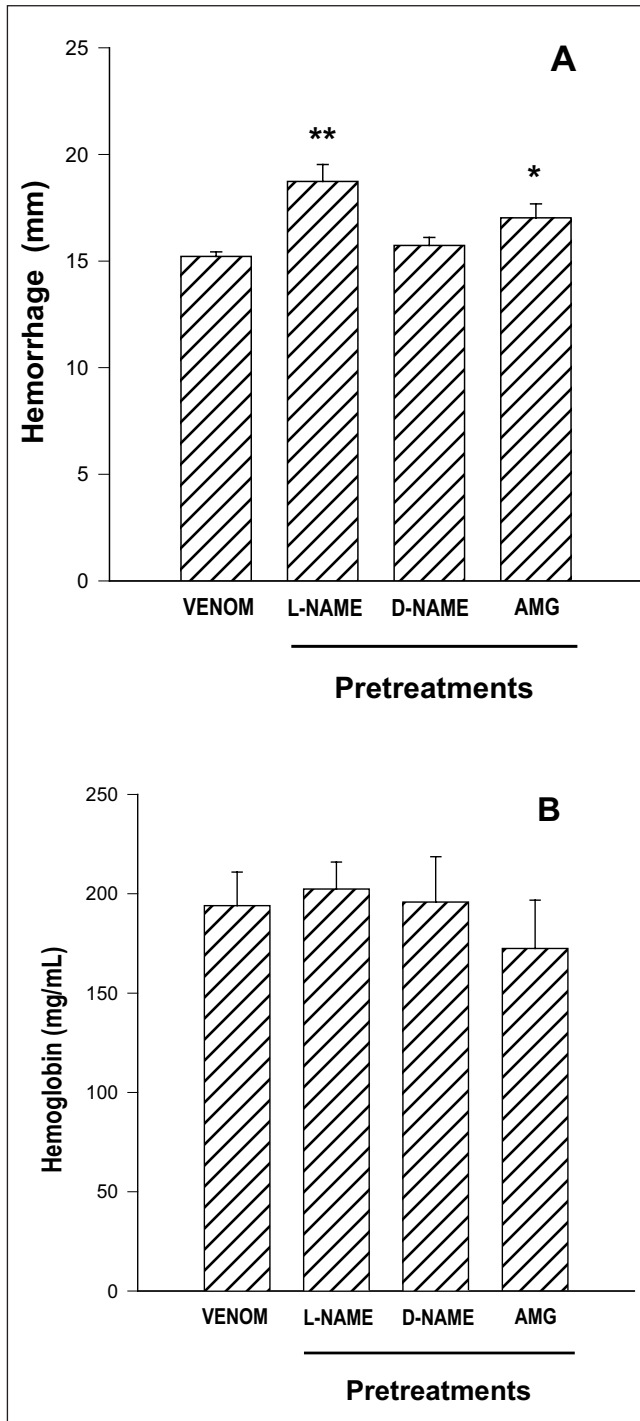 A
25
20
15
10
5
0
Hemorrhage (mm)
**
*
VENOM L-NAME D-NAME AMG
Pretreatments
B
250
200
150
100
50
0
Hemoglobin (mg/mL)
VENOM L-NAME D-NAME AMG
Pretreatments